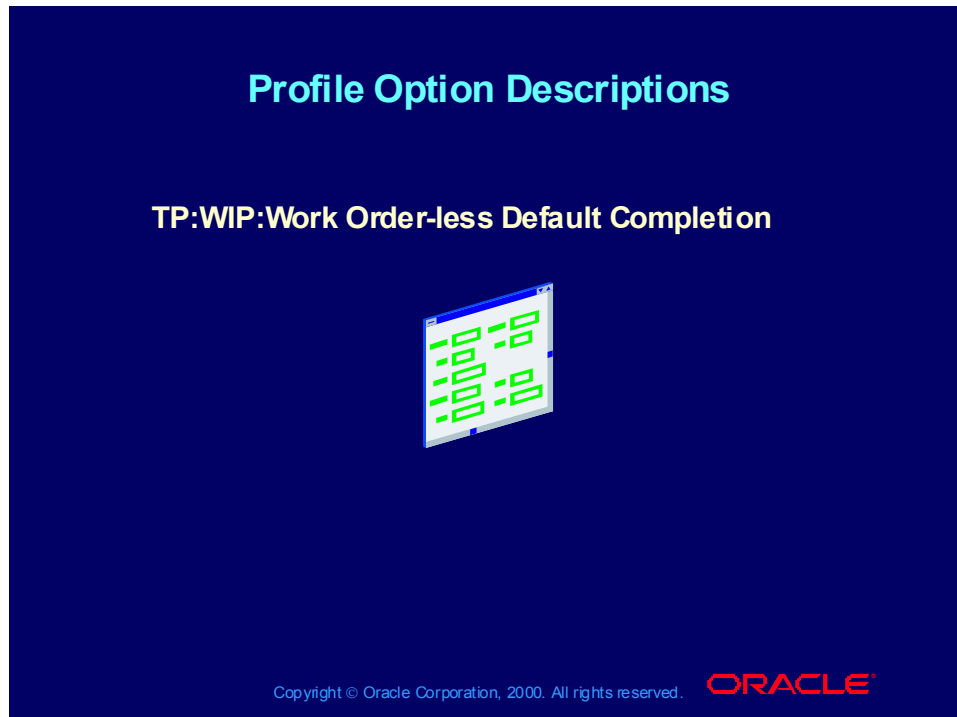 Profile Option Descriptions
TP:WIP:Work Order-less Default Completion
Copyright © Oracle Corporation, 2000. All rights reserved.
ORACLE®